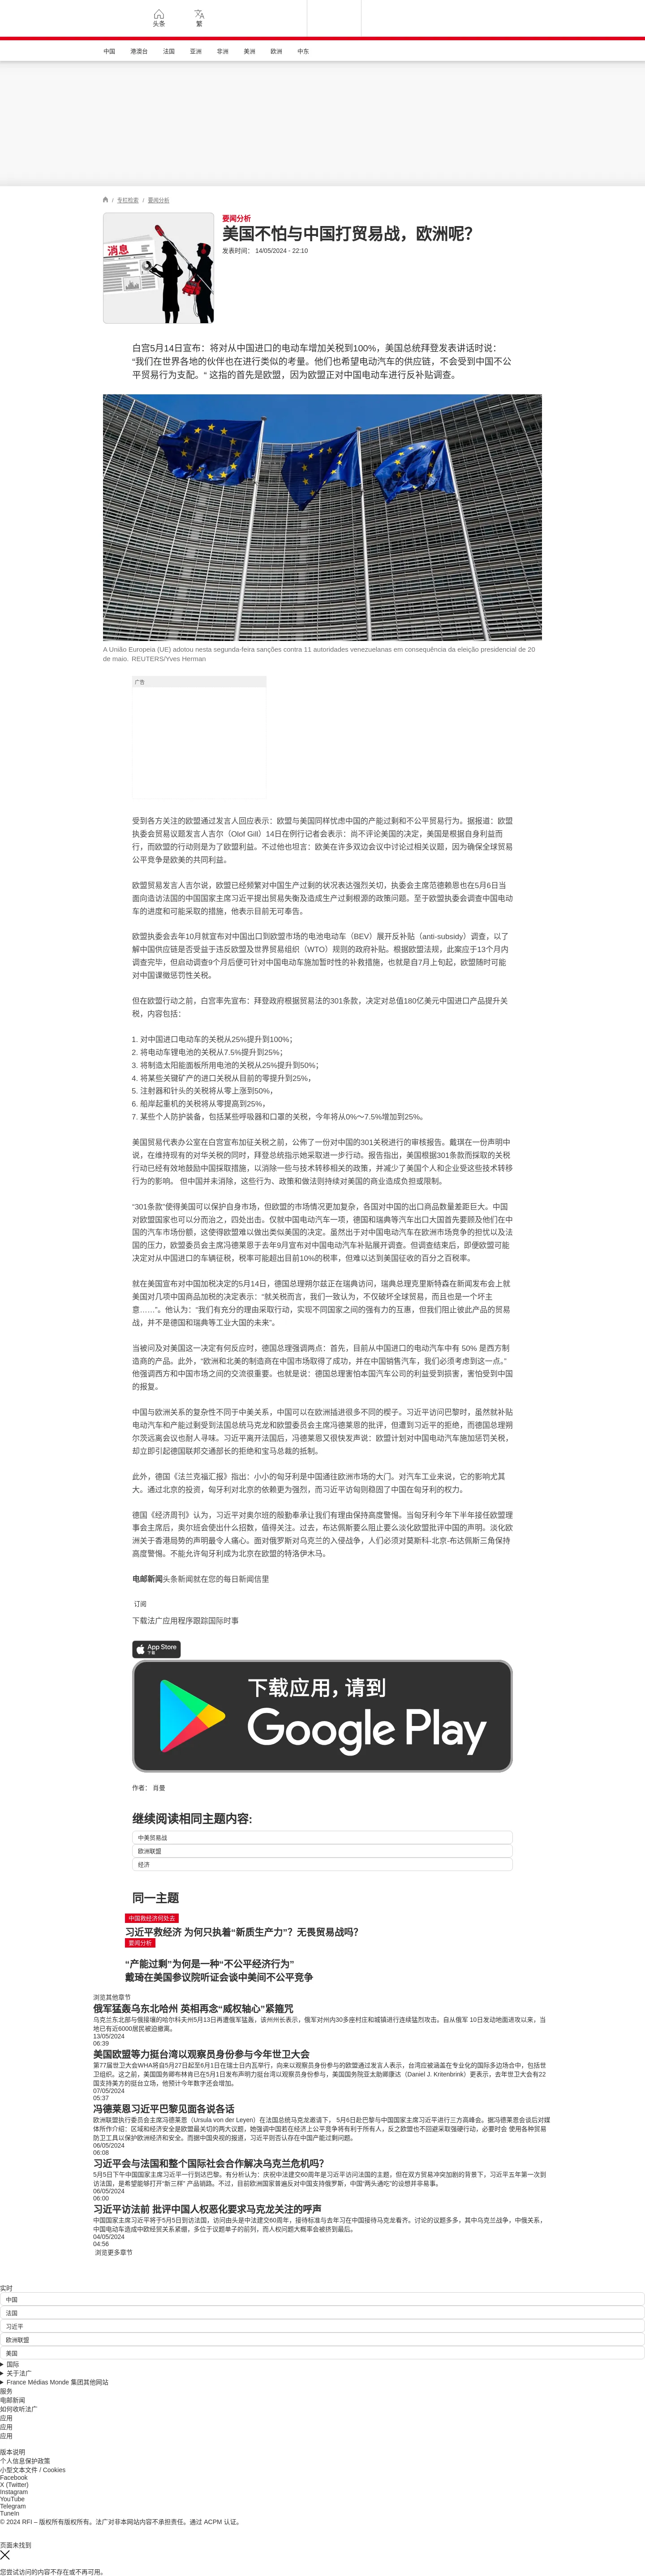 头条
繁
中国
港澳台
法国
亚洲
非洲
美洲
欧洲
中东
/ 专栏检索 / 要闻分析
消息
要闻分析
美国不怕与中国打贸易战，欧洲呢？
发表时间： 14/05/2024 - 22:10
白宫5月14日宣布：将对从中国进口的电动车增加关税到100%，美国总统拜登发表讲话时说：
“我们在世界各地的伙伴也在进行类似的考量。他们也希望电动汽车的供应链，不会受到中国不公
平贸易行为支配。“ 这指的首先是欧盟，因为欧盟正对中国电动车进行反补贴调查。
A União Europeia (UE) adotou nesta segunda-feira sanções contra 11 autoridades venezuelanas em consequência da eleição presidencial de 20
de maio. REUTERS/Yves Herman
广告
受到各方关注的欧盟通过发言人回应表示：欧盟与美国同样忧虑中国的产能过剩和不公平贸易行为。据报道：欧盟
执委会贸易议题发言人吉尔（Olof Gill）14日在例行记者会表示：尚不评论美国的决定，美国是根据自身利益而
行，而欧盟的行动则是为了欧盟利益。不过他也坦言：欧美在许多双边会议中讨论过相关议题，因为确保全球贸易
公平竞争是欧美的共同利益。
欧盟贸易发言人吉尔说，欧盟已经频繁对中国生产过剩的状况表达强烈关切，执委会主席范德赖恩也在5月6日当
面向造访法国的中国国家主席习近平提出贸易失衡及造成生产过剩根源的政策问题。至于欧盟执委会调查中国电动
车的进度和可能采取的措施，他表示目前无可奉告。
欧盟执委会去年10月就宣布对中国出口到欧盟市场的电池电动车（BEV）展开反补贴（anti-subsidy）调查，以了
解中国供应链是否受益于违反欧盟及世界贸易组织（WTO）规则的政府补贴。根据欧盟法规，此案应于13个月内
调查完毕，但启动调查9个月后便可针对中国电动车施加暂时性的补救措施，也就是自7月上旬起，欧盟随时可能
对中国课徵惩罚性关税。
但在欧盟行动之前，白宫率先宣布：拜登政府根据贸易法的301条款，决定对总值180亿美元中国进口产品提升关
税，内容包括：
1. 对中国进口电动车的关税从25%提升到100%；
2. 将电动车锂电池的关税从7.5%提升到25%；
3. 将制造太阳能面板所用电池的关税从25%提升到50%；
4. 将某些关键矿产的进口关税从目前的零提升到25%，
5. 注射器和针头的关税将从零上涨到50%，
6. 船岸起重机的关税将从零提高到25%，
7. 某些个人防护装备，包括某些呼吸器和口罩的关税，今年将从0%～7.5%增加到25%。
美国贸易代表办公室在白宫宣布加征关税之前，公佈了一份对中国的301关税进行的审核报告。戴琪在一份声明中
说，在维持现有的对华关税的同时，拜登总统指示她采取进一步行动。报告指出，美国根据301条款而採取的关税
行动已经有效地鼓励中国採取措施，以消除一些与技术转移相关的政策，并减少了美国个人和企业受这些技术转移
行为的影响。 但中国并未消除，这些行为、政策和做法则持续对美国的商业造成负担或限制。
“301条款”使得美国可以保护自身市场，但欧盟的市场情况更加复杂，各国对中国的出口商品数量差距巨大。中国
对欧盟国家也可以分而治之，四处出击。仅就中国电动汽车一项，德国和瑞典等汽车出口大国首先要顾及他们在中
国的汽车市场份额，这使得欧盟难以做出类似美国的决定。虽然出于对中国电动汽车在欧洲市场竞争的担忧以及法
国的压力，欧盟委员会主席冯德莱恩于去年9月宣布对中国电动汽车补贴展开调查。但调查结束后，即便欧盟可能
决定对从中国进口的车辆征税，税率可能超出目前10%的税率，但难以达到美国征收的百分之百税率。
就在美国宣布对中国加税决定的5月14日，德国总理朔尔兹正在瑞典访问，瑞典总理克里斯特森在新闻发布会上就
美国对几项中国商品加税的决定表示：“就关税而言，我们一致认为，不仅破坏全球贸易，而且也是一个坏主
意……”。他认为：“我们有充分的理由采取行动，实现不同国家之间的强有力的互惠，但我们阻止彼此产品的贸易
战，并不是德国和瑞典等工业大国的未来”。
当被问及对美国这一决定有何反应时，德国总理强调两点：首先，目前从中国进口的电动汽车中有 50% 是西方制
造商的产品。此外，“欧洲和北美的制造商在中国市场取得了成功，并在中国销售汽车，我们必须考虑到这一点。”
他强调西方和中国市场之间的交流很重要。也就是说：德国总理害怕本国汽车公司的利益受到损害，害怕受到中国
的报复。
中国与欧洲关系的复杂性不同于中美关系，中国可以在欧洲插进很多不同的楔子。习近平访问巴黎时，虽然就补贴
电动汽车和产能过剩受到法国总统马克龙和欧盟委员会主席冯德莱恩的批评，但遭到习近平的拒绝，而德国总理朔
尔茨远离会议也耐人寻味。习近平离开法国后，冯德莱恩又很快发声说：欧盟计划对中国电动汽车施加惩罚关税，
却立即引起德国联邦交通部长的拒绝和宝马总裁的抵制。
此外，德国《法兰克福汇报》指出：小小的匈牙利是中国通往欧洲市场的大门。对汽车工业来说，它的影响尤其
大。通过北京的投资，匈牙利对北京的依赖更为强烈，而习近平访匈则稳固了中国在匈牙利的权力。
德国《经济周刊》认为，习近平对奥尔班的殷勤奉承让我们有理由保持高度警惕。当匈牙利今年下半年接任欧盟理
事会主席后，奥尔班会使出什么招数，值得关注。过去，布达佩斯要么阻止要么淡化欧盟批评中国的声明。淡化欧
洲关于香港局势的声明最令人痛心。面对俄罗斯对乌克兰的入侵战争，人们必须对莫斯科-北京-布达佩斯三角保持
高度警惕。不能允许匈牙利成为北京在欧盟的特洛伊木马。
电邮新闻头条新闻就在您的每日新闻信里
订阅
下载法广应用程序跟踪国际时事
App Store
下载
下载应用，请到
Google Play
作者： 肖曼
继续阅读相同主题内容:
中美贸易战
欧洲联盟
经济
同一主题
中国救经济何处去
习近平救经济 为何只执着“新质生产力”？无畏贸易战吗？
要闻分析
“产能过剩”为何是一种“不公平经济行为”
戴琦在美国参议院听证会谈中美间不公平竞争
浏览其他章节
俄军猛轰乌东北哈州 英相再念“威权轴心”紧箍咒
乌克兰东北部与俄接壤的哈尔科夫州5月13日再遭俄军猛轰，该州州长表示，俄军对州内30多座村庄和城镇进行连续猛烈攻击。自从俄军 10日发动地面进攻以来，当
地已有近6000居民被迫撤离。
13/05/2024
06:39
美国欧盟等力挺台湾以观察员身份参与今年世卫大会
第77届世卫大会WHA将自5月27日起至6月1日在瑞士日内瓦举行，向来以观察员身份参与的欧盟通过发言人表示，台湾应被涵盖在专业化的国际多边场合中，包括世
卫组织。这之前，美国国务卿布林肯已在5月1日发布声明力挺台湾以观察员身份参与，美国国务院亚太助卿康达（Daniel J. Kritenbrink）更表示，去年世卫大会有22
国支持美方的挺台立场，他预计今年数字还会增加。
07/05/2024
05:37
冯德莱恩习近平巴黎见面各说各话
欧洲联盟执行委员会主席冯德莱恩（Ursula von der Leyen）在法国总统马克龙邀请下， 5月6日赴巴黎与中国国家主席习近平进行三方高峰会。据冯德莱恩会谈后对媒
体所作介绍：区域和经济安全是欧盟最关切的两大议题，她强调中国若在经济上公平竞争将有利于所有人，反之欧盟也不回避采取强硬行动，必要时会 使用各种贸易
防卫工具以保护欧洲经济和安全。而据中国央视的报道，习近平则否认存在中国产能过剩问题。
06/05/2024
06:08
习近平会与法国和整个国际社会合作解决乌克兰危机吗？
5月5日下午中国国家主席习近平一行到达巴黎。有分析认为：庆祝中法建交60周年是习近平访问法国的主题，但在双方贸易冲突加剧的背景下，习近平五年第一次到
访法国，是希望能够打开“新三样” 产品销路。不过，目前欧洲国家普遍反对中国支持俄罗斯，中国“两头通吃”的设想并非易事。
06/05/2024
06:00
习近平访法前 批评中国人权恶化要求马克龙关注的呼声
中国国家主席习近平将于5月5日到访法国，访问由头是中法建交60周年，接待标准与去年习在中国接待马克龙看齐。讨论的议题多多，其中乌克兰战争，中俄关系，
中国电动车造成中欧经贸关系紧绷，多位于议题单子的前列，而人权问题大概率会被挤到最后。
04/05/2024
04:56
浏览更多章节
实时
中国
法国
习近平
欧洲联盟
美国
国际
关于法广
France Médias Monde 集团其他网站
服务
电邮新闻
如何收听法广
应用
应用
应用
版本说明
个人信息保护政策
小型文本文件 / Cookies
Facebook
X (Twitter)
Instagram
YouTube
Telegram
TuneIn
© 2024 RFI – 版权所有版权所有。法广对非本网站内容不承担责任。通过 ACPM 认证。
页面未找到
您尝试访问的内容不存在或不再可用。